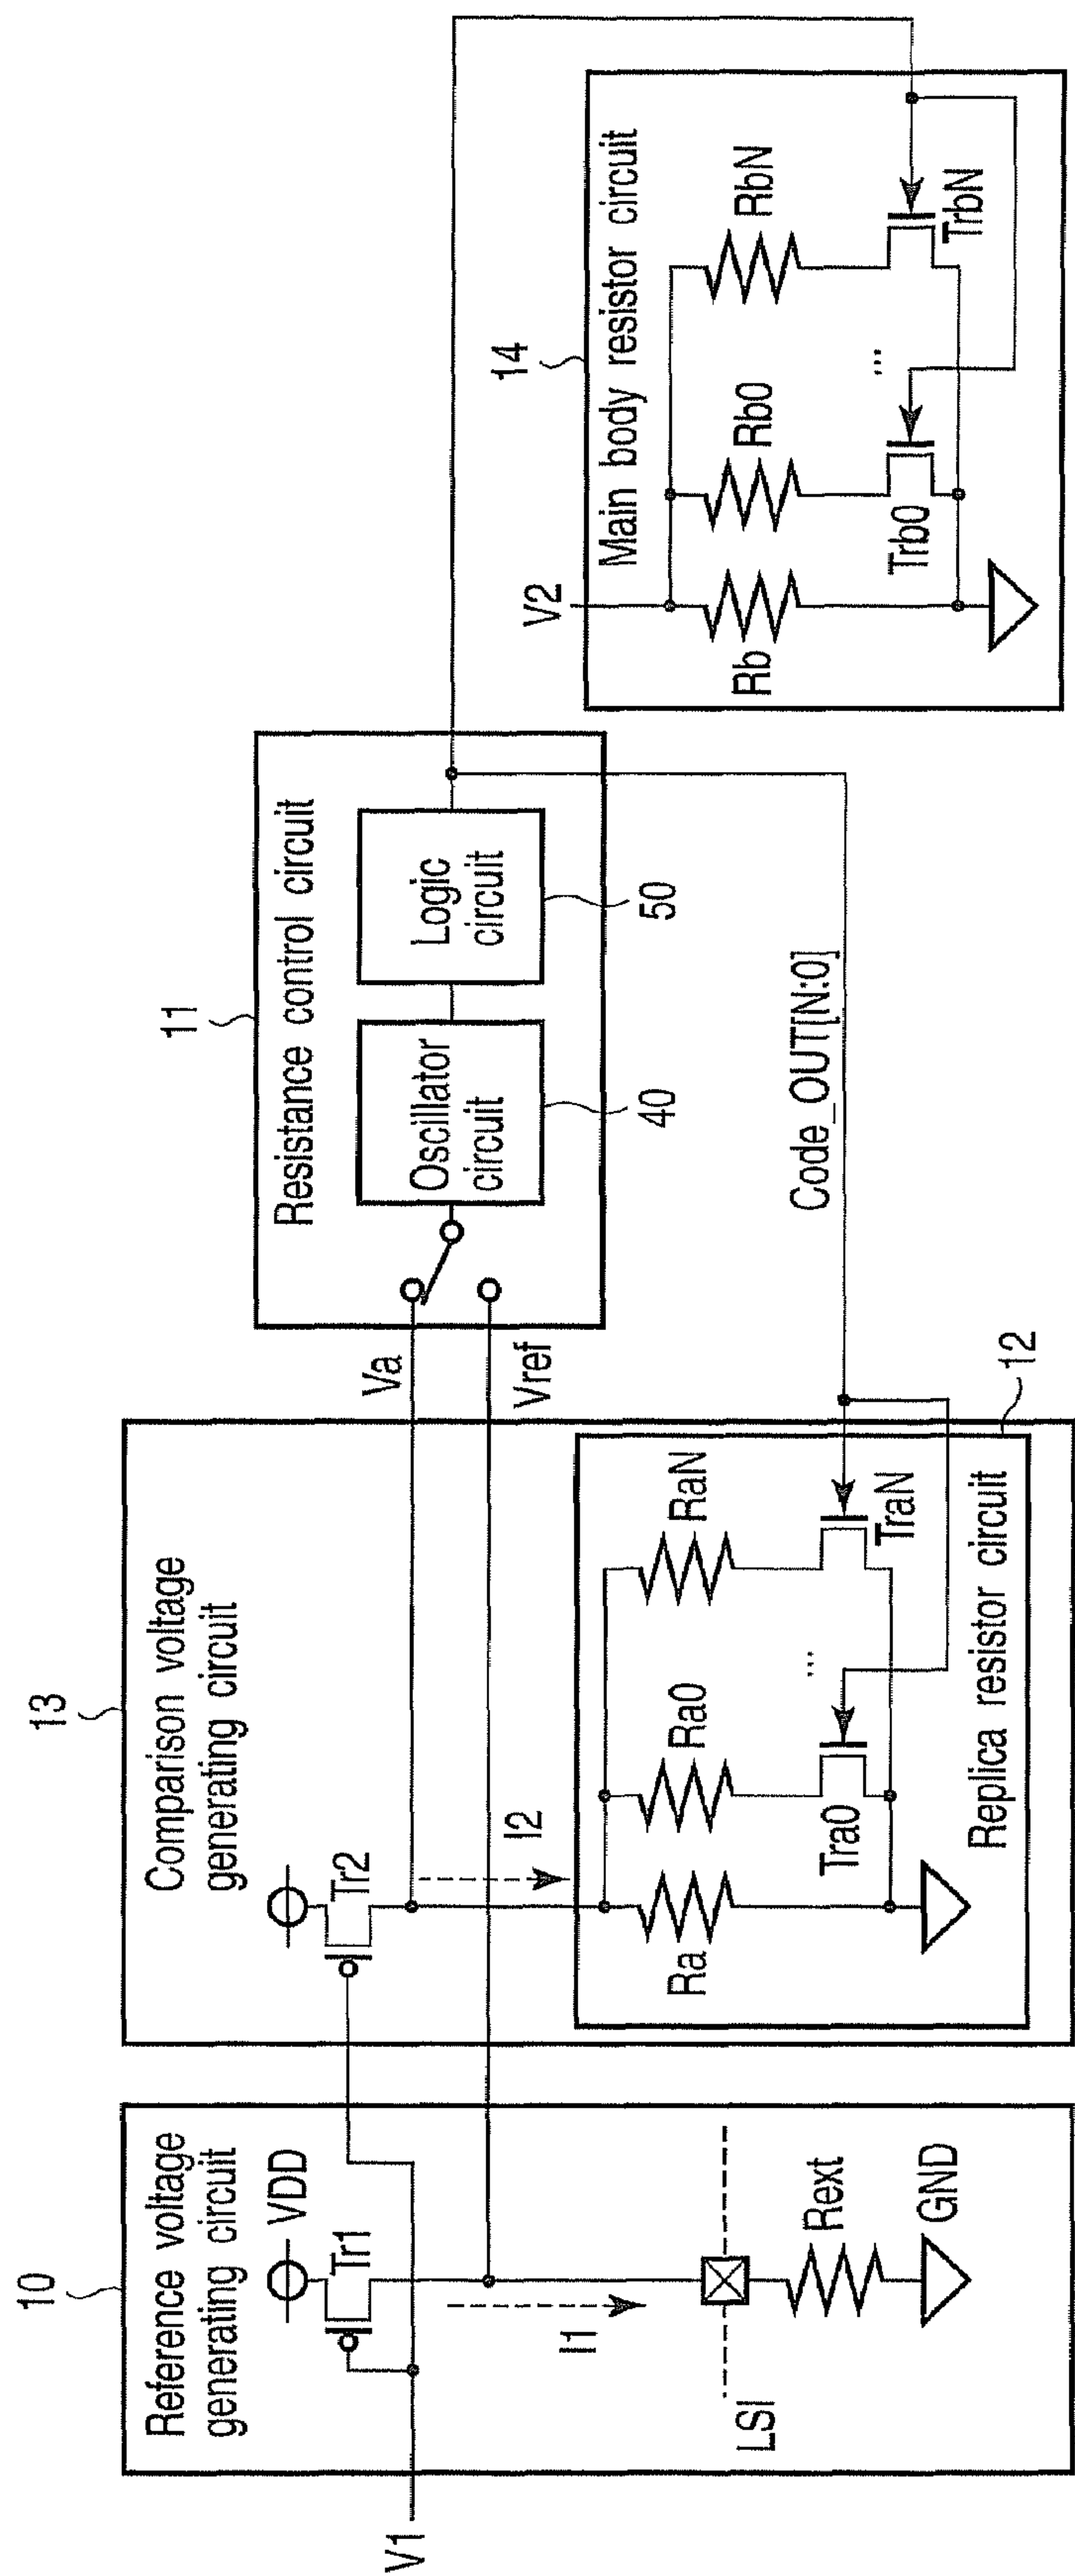 10
Reference voltage
generating circuit
VDD
Tr1
V1
I1
LSI
Rext
GND
13
Comparison voltage
generating circuit
Tr2
I2
Va
Vref
Ra
Ra0
RaN
Tra0
...
TraN
Replica resistor circuit
12
11
Resistance control circuit
Oscillator
circuit
40
Logic
circuit
50
Code_OUT[N:0]
14
V2
Main body resistor circuit
Rb
Rb0
RbN
Trb0
...
TrbN